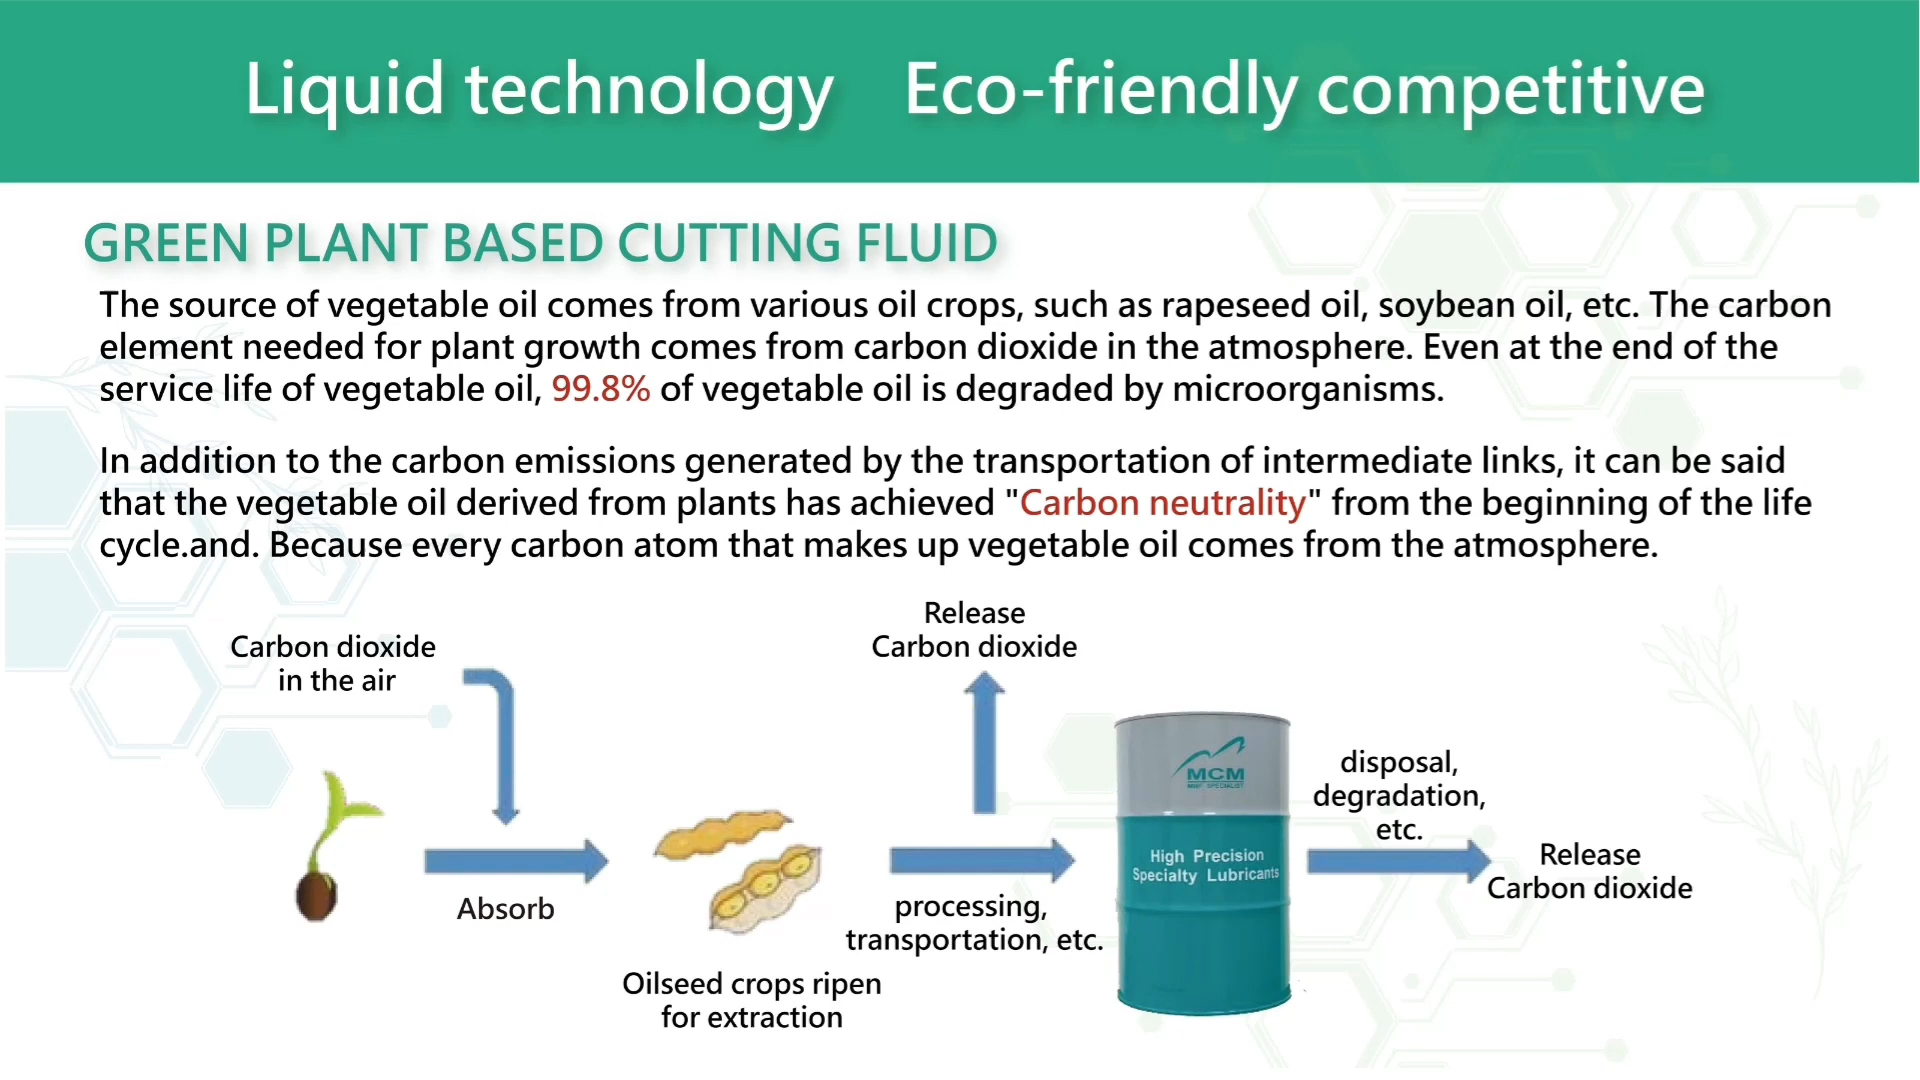 Liquid technology Eco-friendly competitive
GREEN PLANT BASED CUTTING FLUID
The source of vegetable oil comes from various oil crops, such as rapeseed oil, soybean oil, etc. The carbon
element needed for plant growth comes from carbon dioxide in the atmosphere. Even at the end of the
service life of vegetable oil, 99.8% of vegetable oil is degraded by microorganisms.
In addition to the carbon emissions generated by the transportation of intermediate links, it can be said
that the vegetable oil derived from plants has achieved "Carbon neutrality" from the beginning of the life
cycle.and. Because every carbon atom that makes up vegetable oil comes from the atmosphere.
Carbon dioxide
in the air
Absorb
Oilseed crops ripen
for extraction
Release
Carbon dioxide
processing,
transportation, etc.
MCM
High Precision
Specialty Lubricants
disposal,
degradation,
etc.
Release
Carbon dioxide